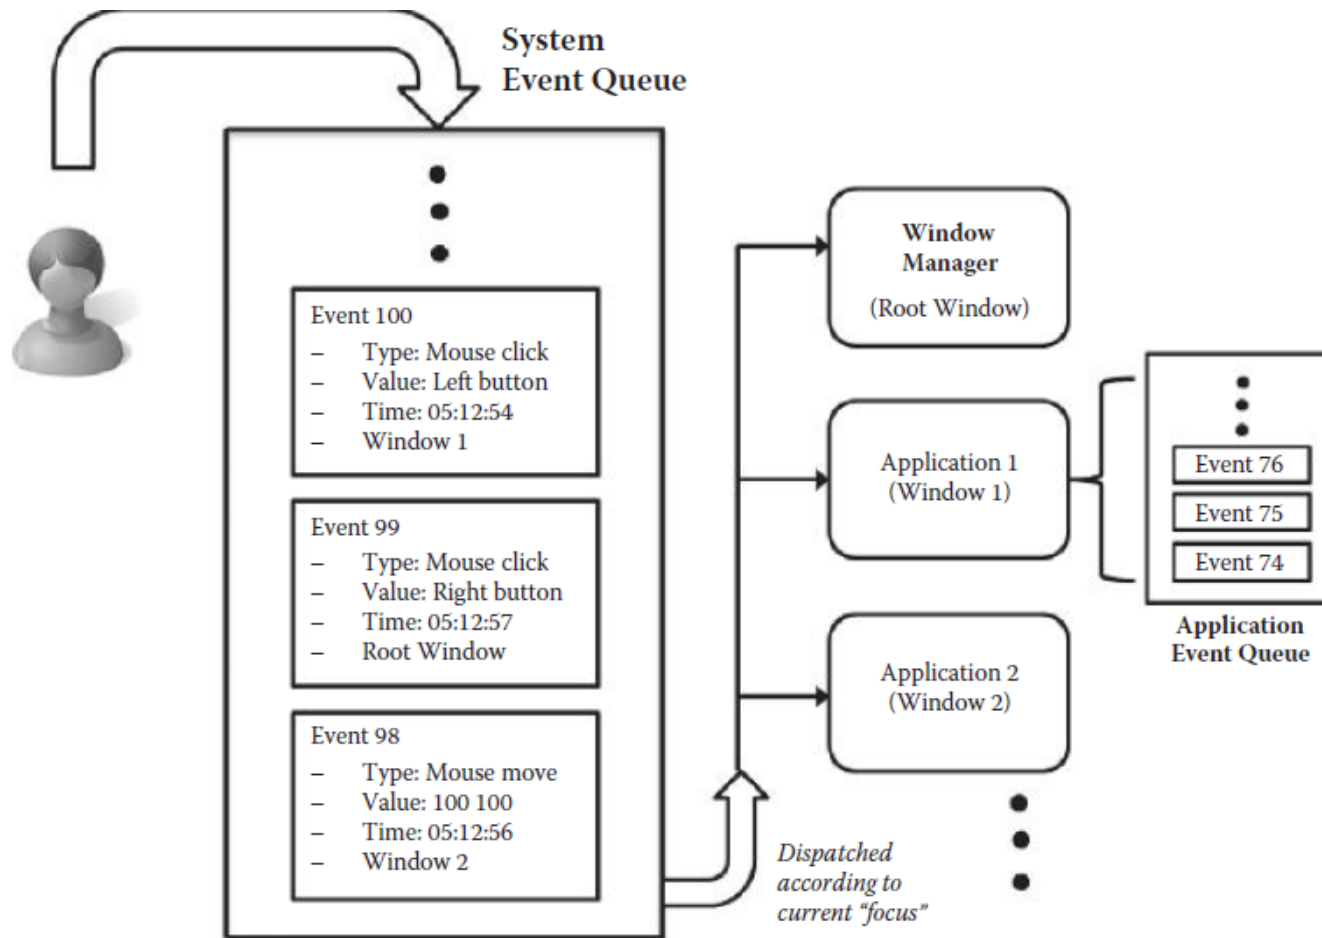 System
Event Queue
Event 100
– Type: Mouse click
– Value: Left button
– Time: 05:12:54
– Window 1
Event 99
– Type: Mouse click
– Value: Right button
– Time: 05:12:57
– Root Window
Event 98
– Type: Mouse move
– Value: 100 100
– Time: 05:12:56
– Window 2
Dispatched
according to
current “focus”
Window
Manager
(Root Window)
Application 1
(Window 1)
Application 2
(Window 2)
Event 76
Event 75
Event 74
Application
Event Queue